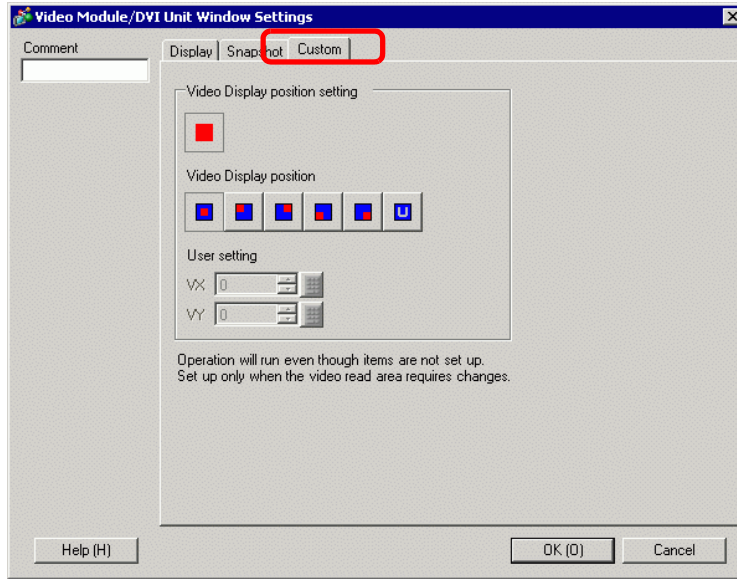 Video Module/DVI Unit Window Settings
Comment
Display Snapshot Custom
Video Display position setting
Video Display position
U
User setting
VX 0
VY 0
Operation will run even though items are not set up.
Set up only when the video read area requires changes.
Help (H) OK (O) Cancel